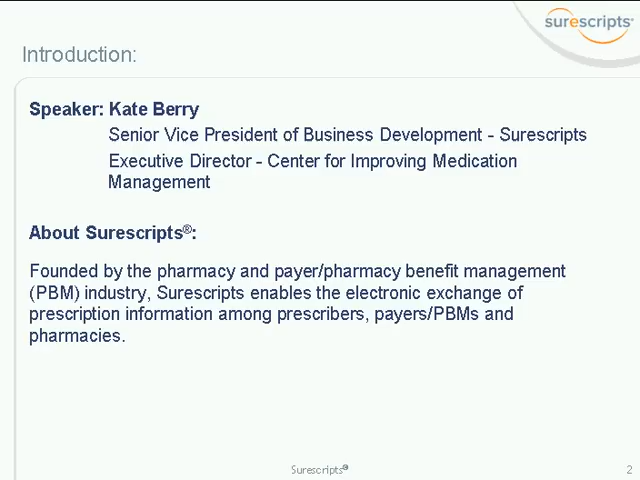 surescripts
Introduction:
Speaker: Kate Berry
Senior Vice President of Business Development - Surescripts
Executive Director - Center for Improving Medication
Management
About Surescripts®:
Founded by the pharmacy and payer/pharmacy benefit management
(PBM) industry, Surescripts enables the electronic exchange of
prescription information among prescribers, payers/PBMs and
pharmacies.
Surescripts®
2